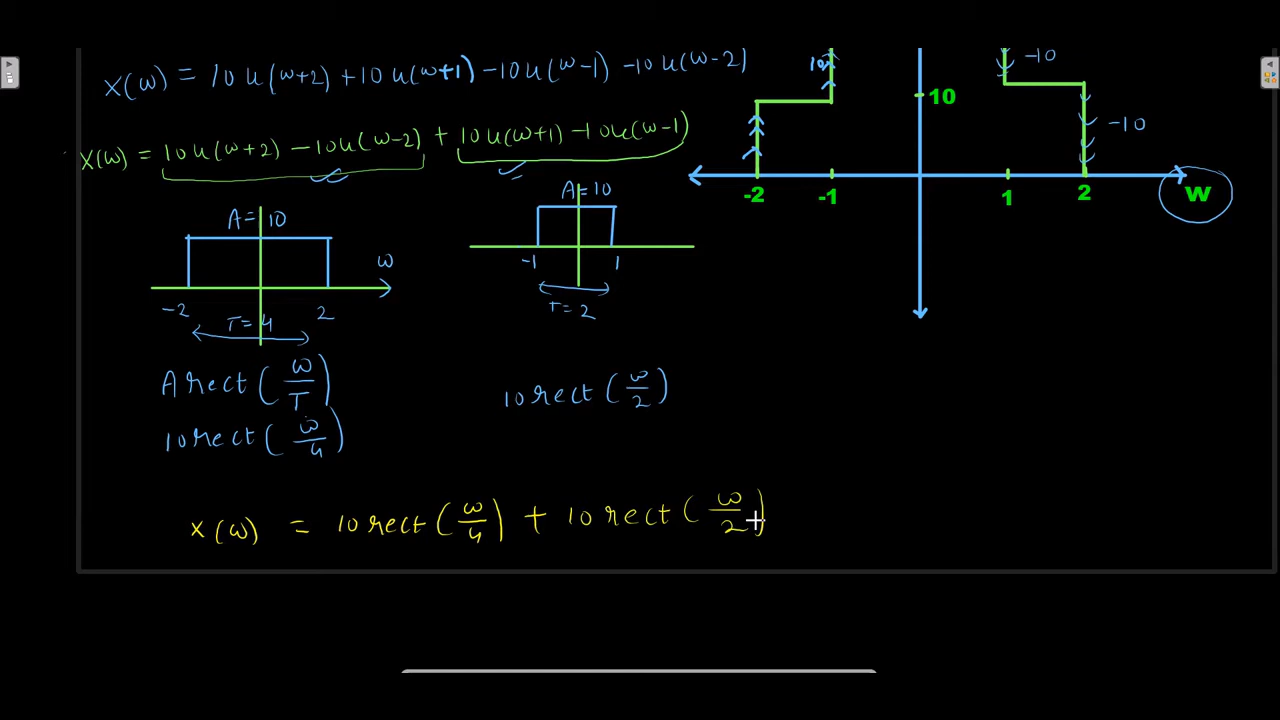 X(ω) = 10 u(ω+2) + 10 u(ω+1) - 10 u(ω-1) - 10 u(ω-2)
X(ω) = 10 u(ω+2) - 10 u(ω-2) + 10 u(ω+1) - 10 u(ω-1)
A = 10
ω
-2 2
T = 4
A rect(ω/T)
10 rect(ω/4)
A = 10
-1 1
T = 2
10 rect(ω/2)
X(ω) = 10 rect(ω/4) + 10 rect(ω/2)
-10
10
-10
-2 -1 1 2 W